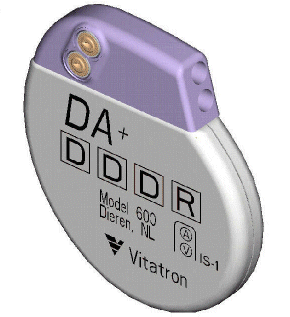 DA+
D D D R
Model 600
Dieren, NL
A
V IS-1
Vitatron